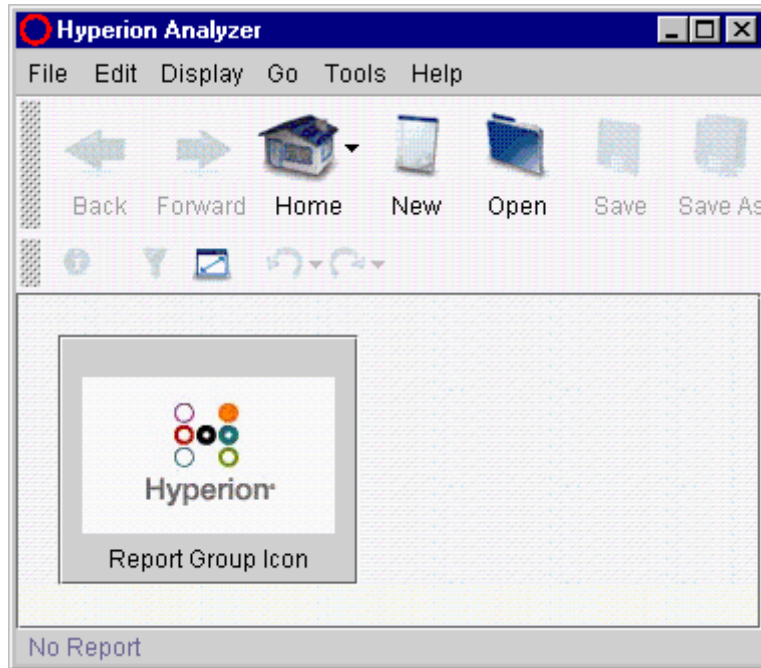 Hyperion Analyzer
File Edit Display Go Tools Help
Back Forward Home New Open Save Save As
Hyperion
Report Group Icon
No Report